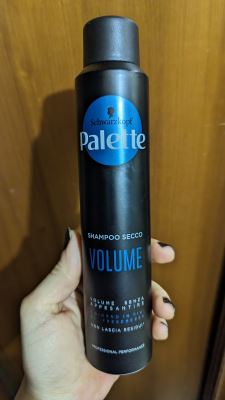 Schwarzkopf
Palette
SHAMPOO SECCO
VOLUME
VOLUME SENZA
APPESANTIRE
NON LASCIA RESIDUI*
PROFESSIONAL PERFORMANCE